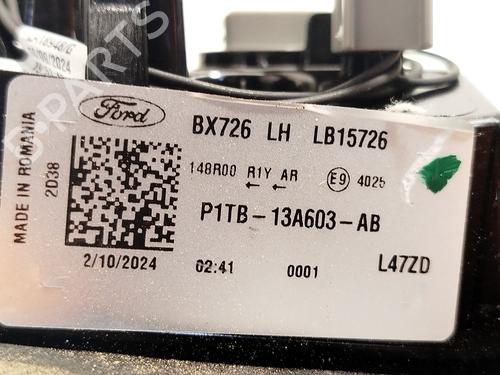 Ford
BX726 LH LB15726
148R00 R1Y AR E9 4025
P1TB-13A603-AB
MADE IN ROMANIA
2D38
2/10/2024 02:41 0001 L47ZD
B-PARTS